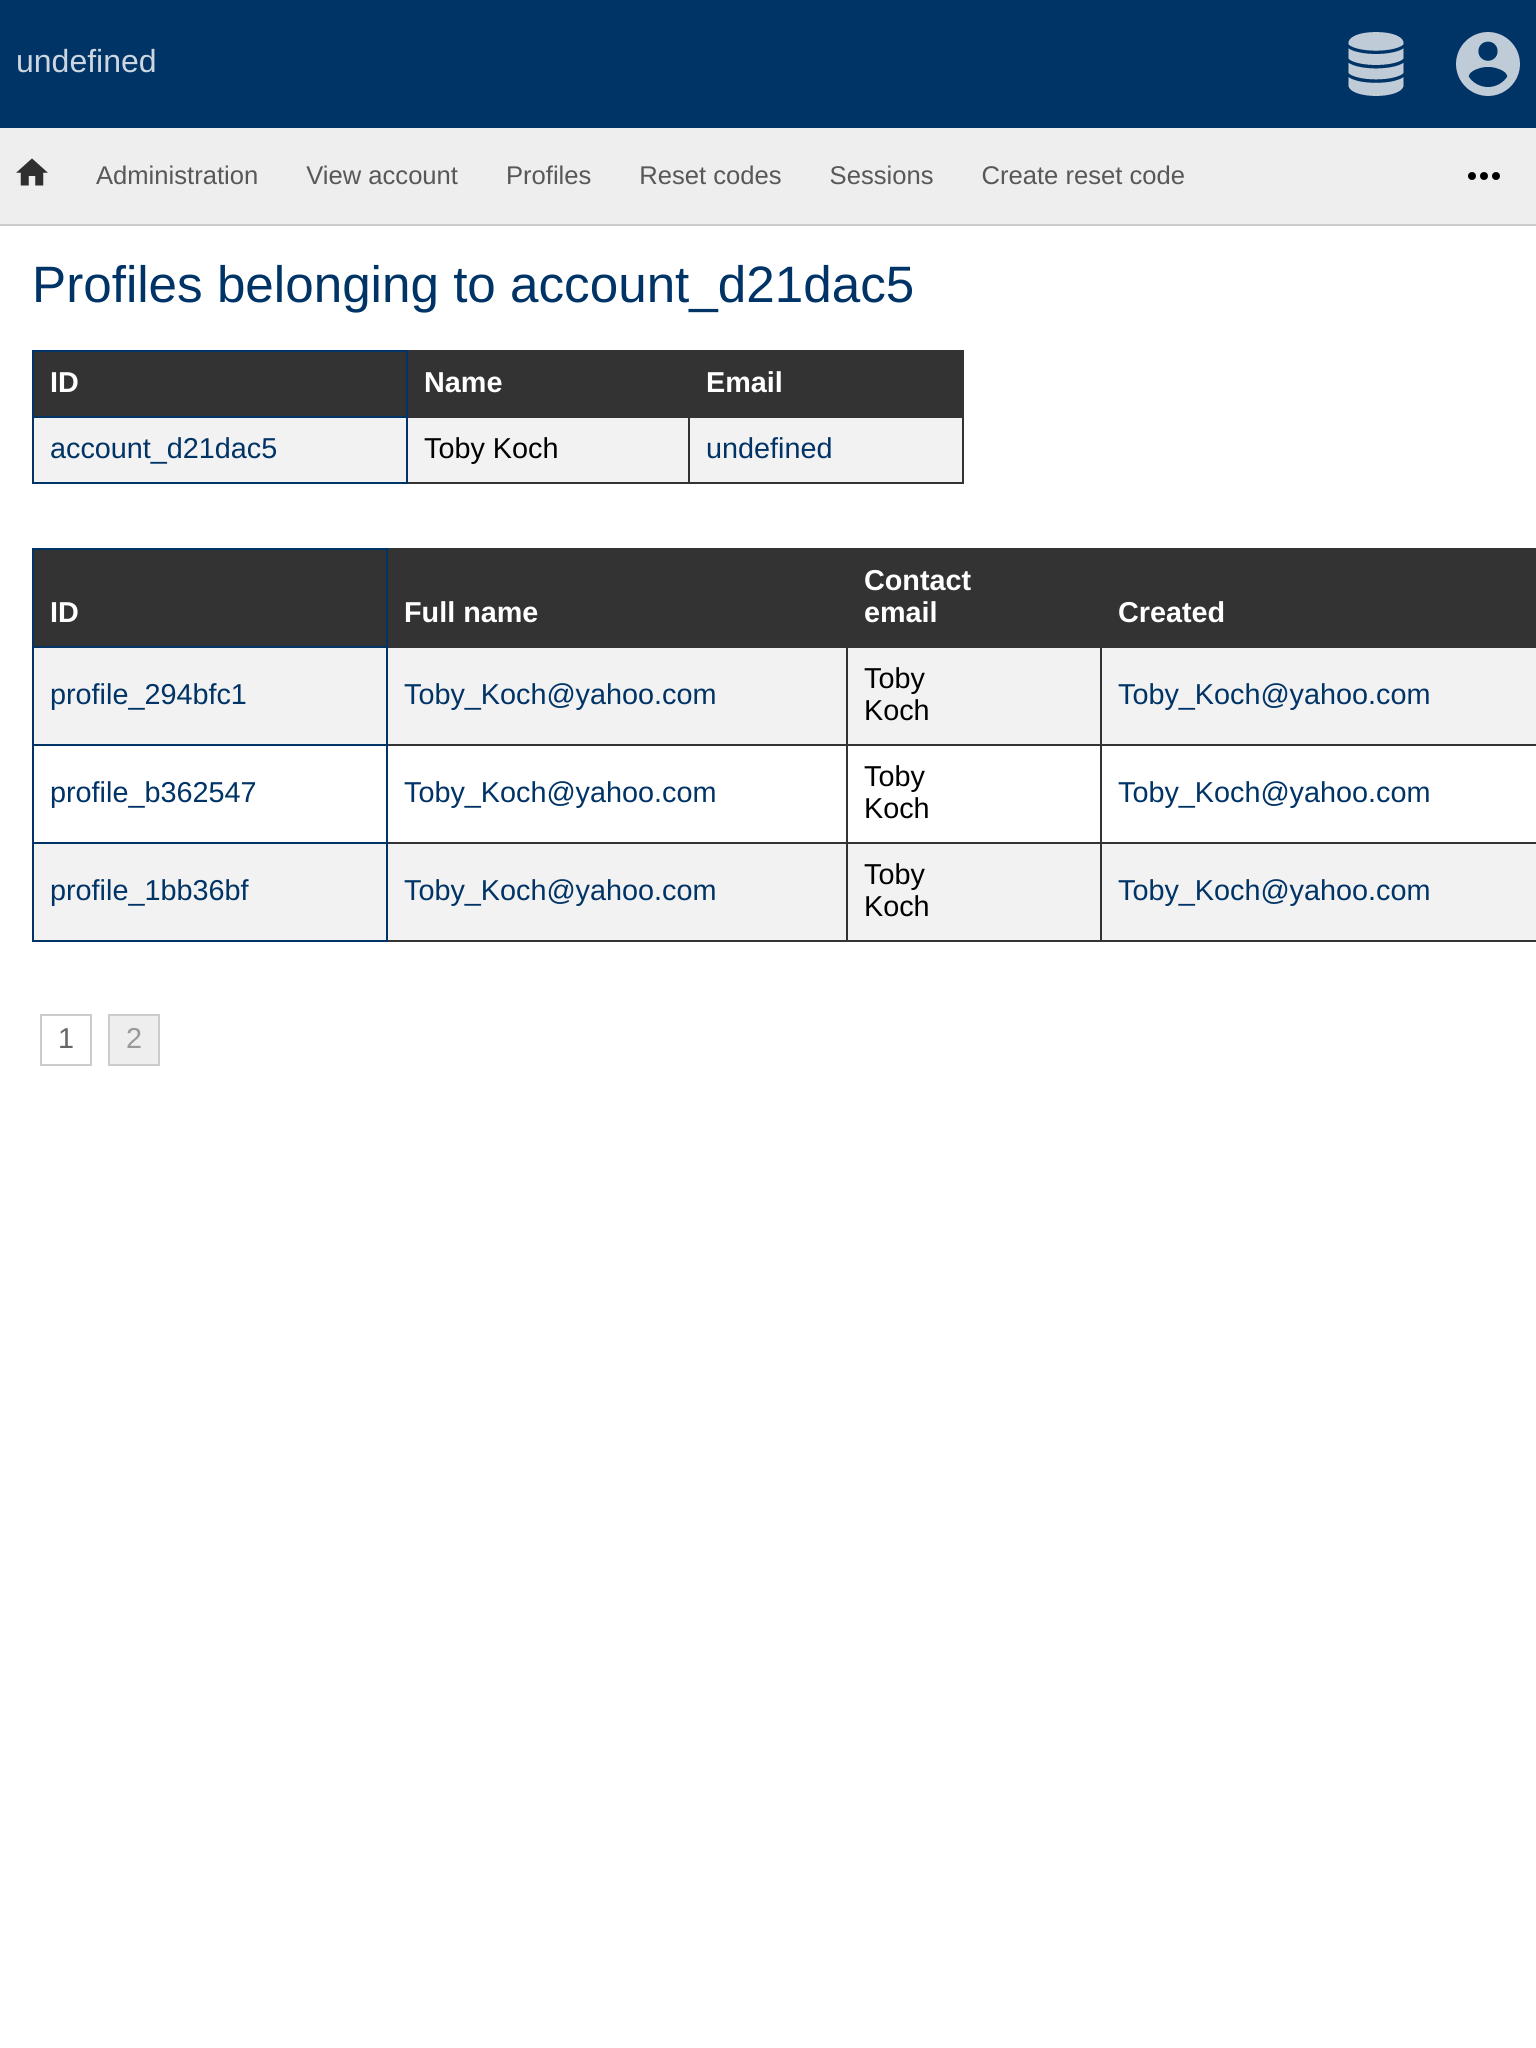 undefined
Administration View account Profiles Reset codes Sessions Create reset code
Profiles belonging to account_d21dac5
ID Name Email
account_d21dac5 Toby Koch undefined
ID Full name Contact email Created
profile_294bfc1 Toby_Koch@yahoo.com Toby Koch Toby_Koch@yahoo.com
profile_b362547 Toby_Koch@yahoo.com Toby Koch Toby_Koch@yahoo.com
profile_1bb36bf Toby_Koch@yahoo.com Toby Koch Toby_Koch@yahoo.com
1 2